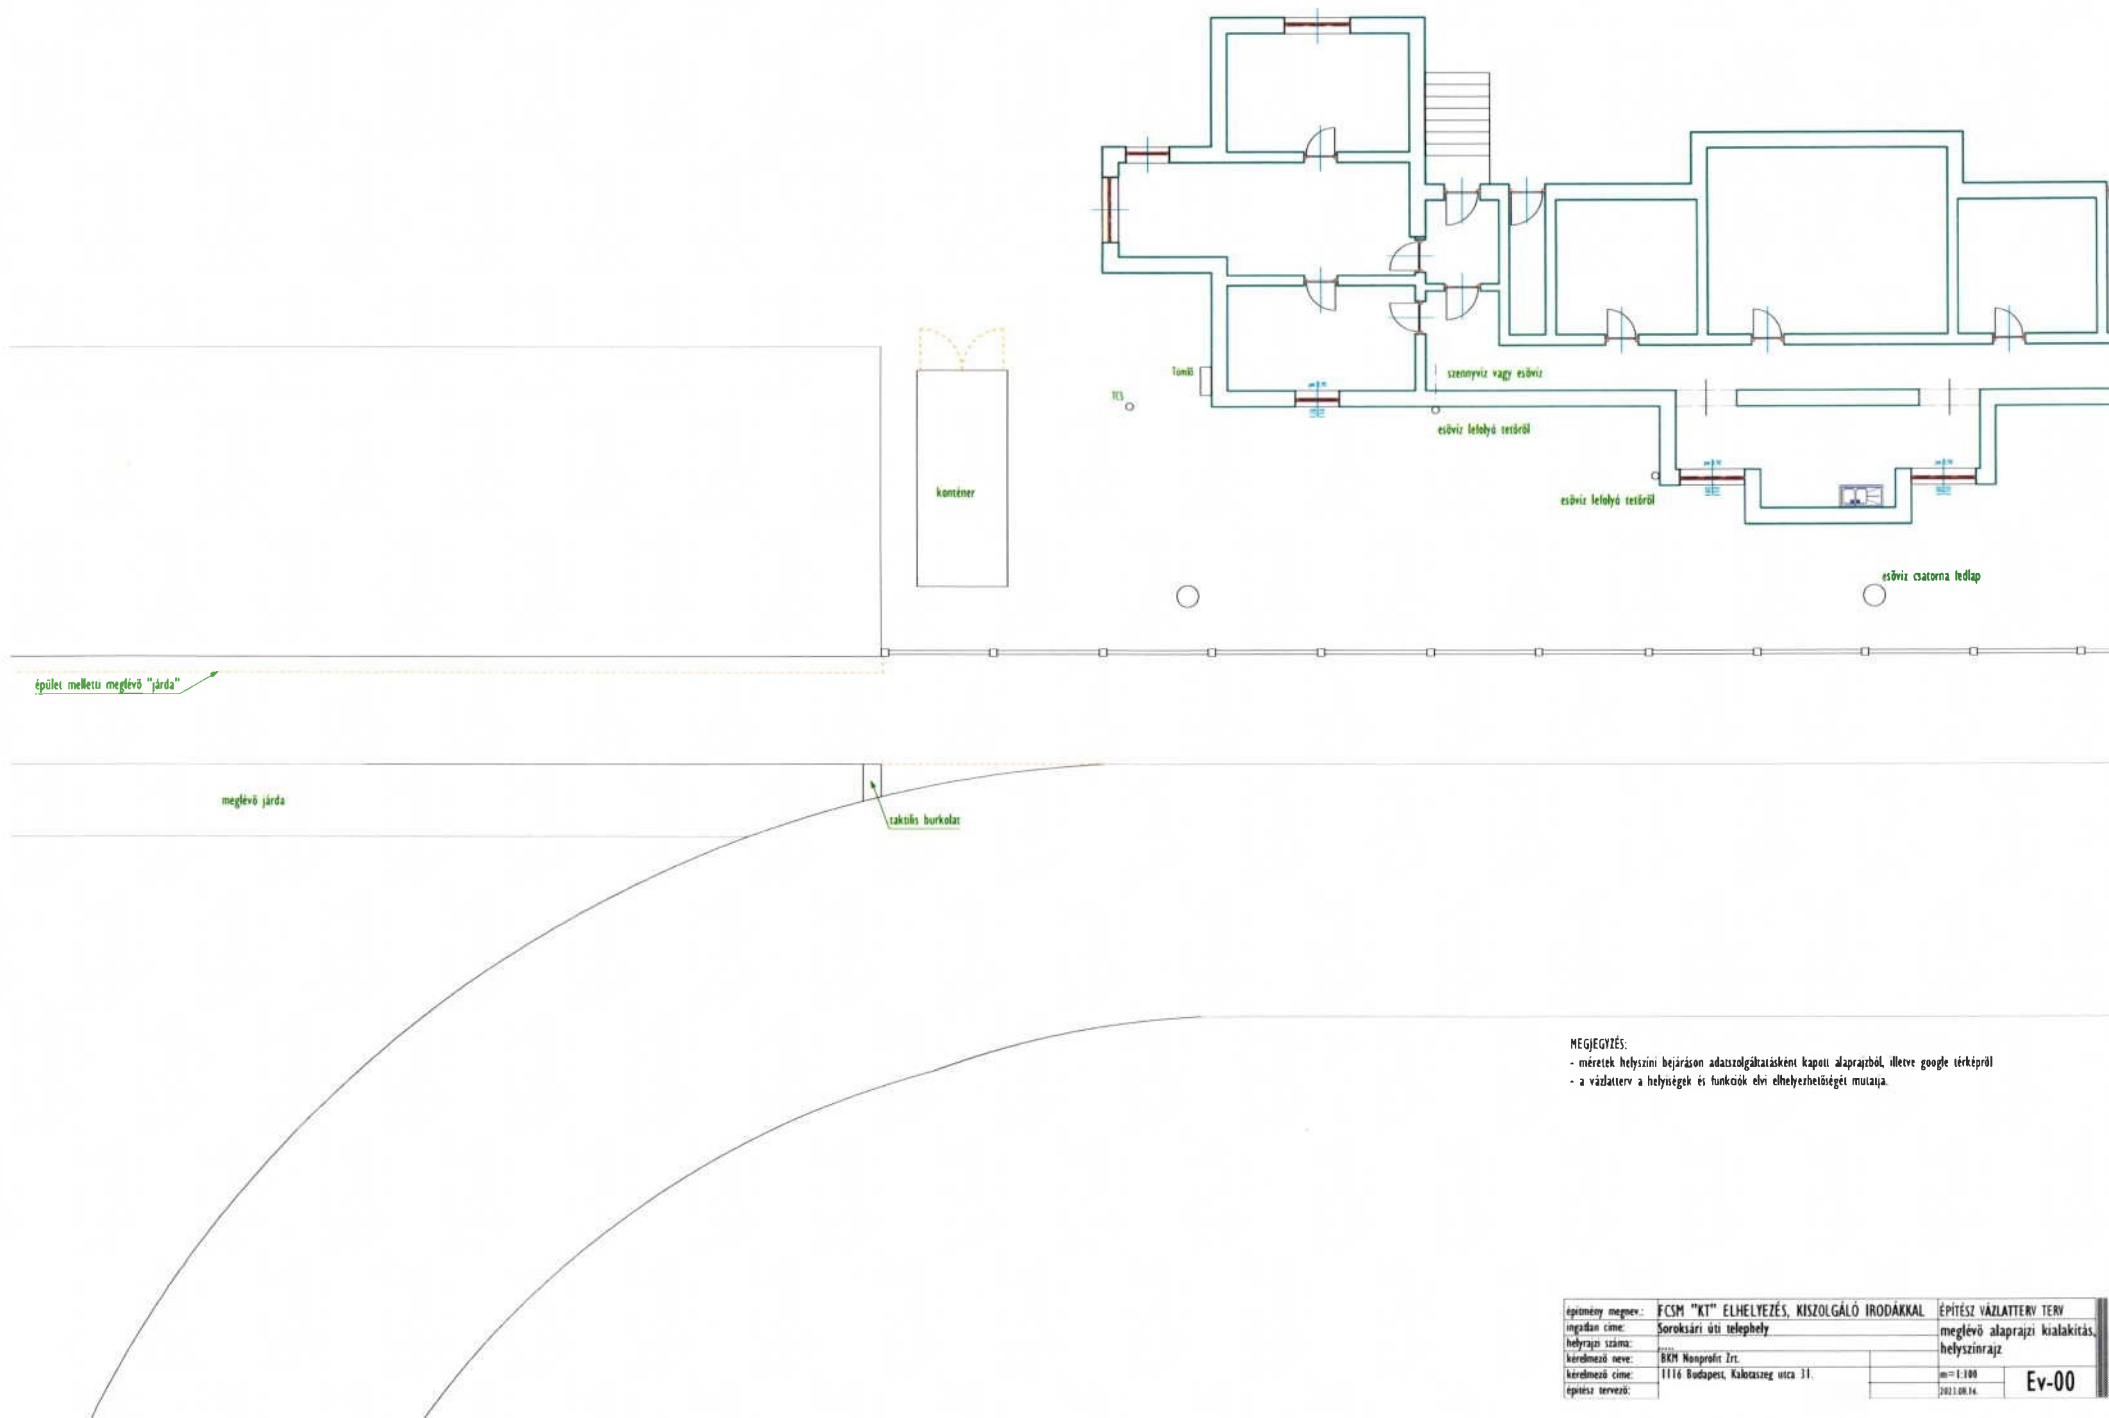 Tömlő
TCS
szennyvíz vagy esővíz
esővíz lefolyó tetőről
esővíz lefolyó tetőről
konténer
esővíz csatorna fedlap
épület melletti meglévő "járda"
meglévő járda
taktilis burkolat
MEGJEGYZÉS:
- méretek helyszíni bejáráson adatszolgáltatásként kapott alaprajzból, illetve google térképről
- a vázlatterv a helyiségek és funkciók elvi elhelyezhetőségét mutatja.
építmény megnev.: FCSM "KT" ELHELYEZÉS, KISZOLGÁLÓ IRODÁKKAL
ingatlan címe: Soroksári úti telephely
helyrajzi száma: .....
kérelmező neve: BKM Nonprofit Zrt.
kérelmező címe: 1116 Budapest, Kalotaszeg utca 31.
építész tervező:
ÉPÍTÉSZ VÁZLATTERV TERV
meglévő alaprajzi kialakítás,
helyszínrajz
m=1:100
Ev-00